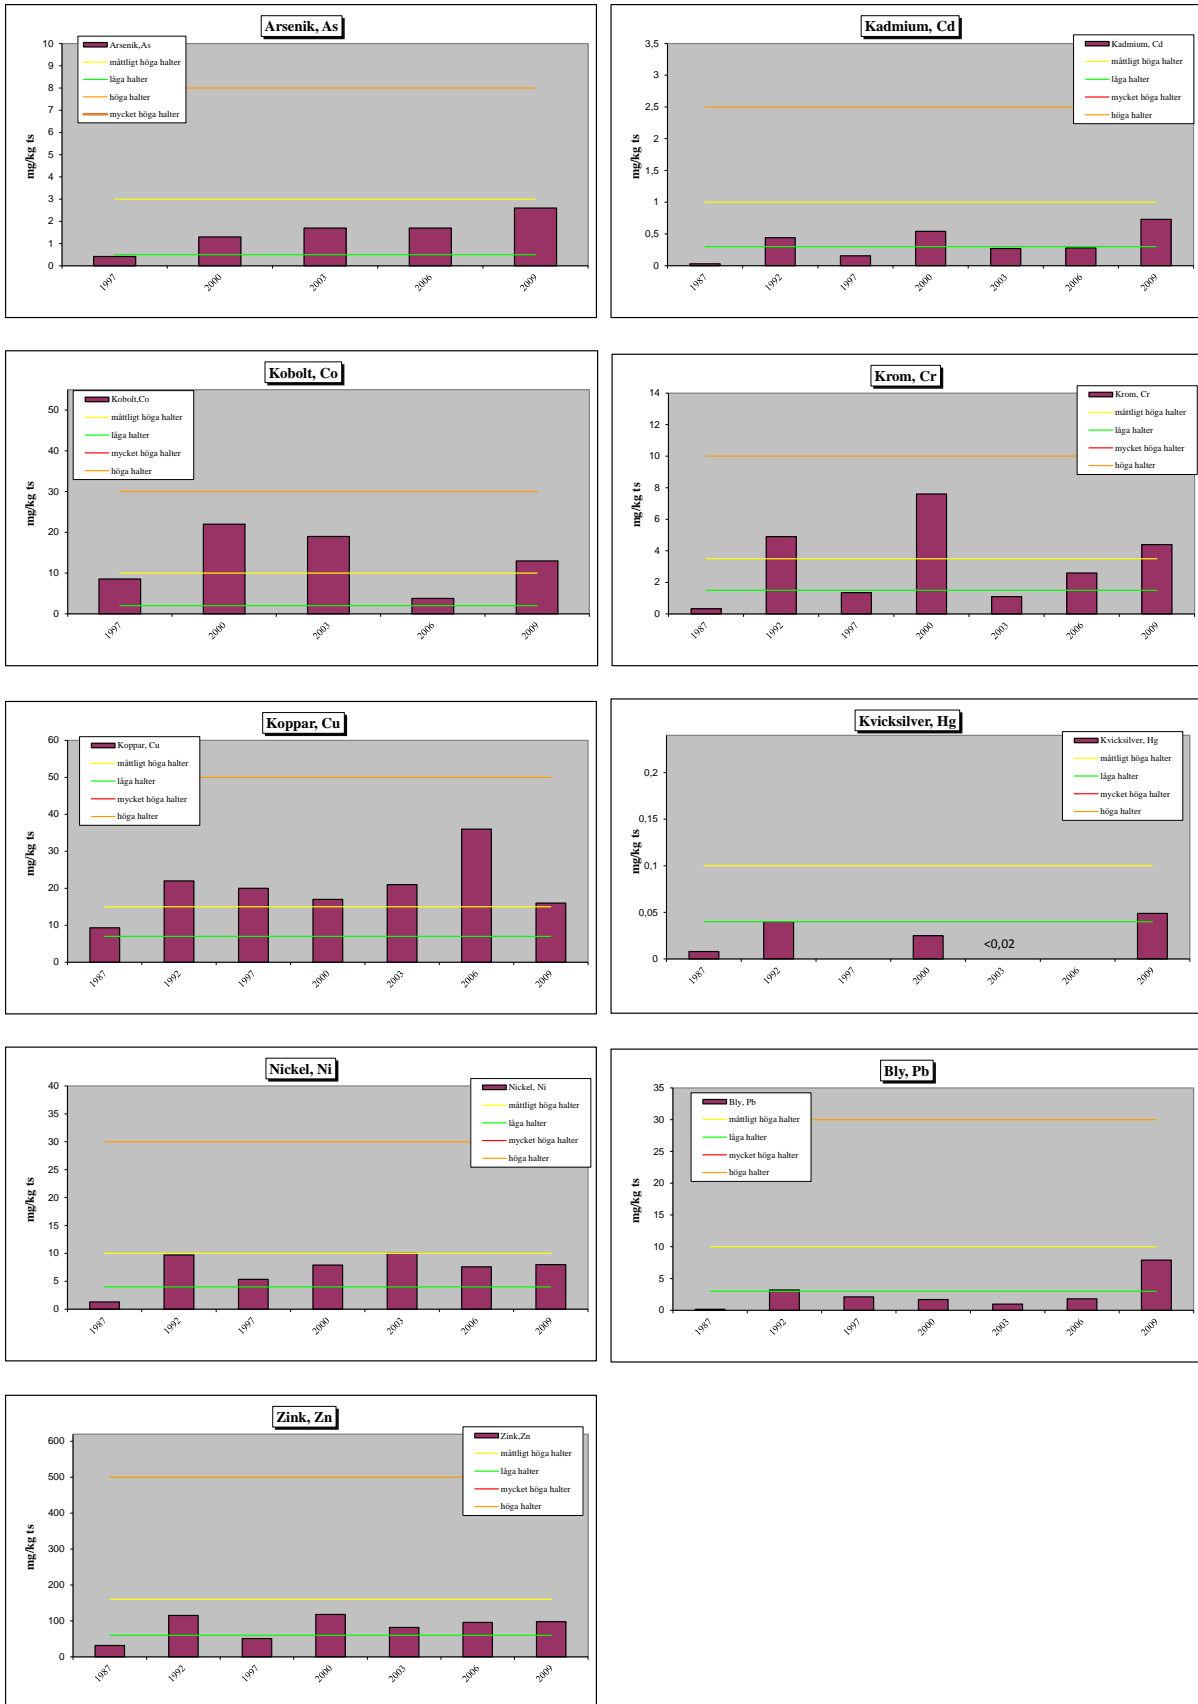 Arsenik, As
mg/kg ts
10
9
8
7
6
5
4
3
2
1
0
Arsenik,As
måttligt höga halter
låga halter
höga halter
mycket höga halter
1997
2000
2003
2006
2009
Kadmium, Cd
mg/kg ts
3,5
3
2,5
2
1,5
1
0,5
0
Kadmium, Cd
måttligt höga halter
låga halter
mycket höga halter
höga halter
1987
1992
1997
2000
2003
2006
2009
Kobolt, Co
mg/kg ts
50
40
30
20
10
0
Kobolt,Co
måttligt höga halter
låga halter
mycket höga halter
höga halter
1997
2000
2003
2006
2009
Krom, Cr
mg/kg ts
14
12
10
8
6
4
2
0
Krom, Cr
måttligt höga halter
låga halter
mycket höga halter
höga halter
1987
1992
1997
2000
2003
2006
2009
Koppar, Cu
mg/kg ts
60
50
40
30
20
10
0
Koppar, Cu
måttligt höga halter
låga halter
mycket höga halter
höga halter
1987
1992
1997
2000
2003
2006
2009
Kvicksilver, Hg
mg/kg ts
0,2
0,15
0,1
0,05
0
Kvicksilver, Hg
måttligt höga halter
låga halter
mycket höga halter
höga halter
<0,02
1987
1992
1997
2000
2003
2006
2009
Nickel, Ni
mg/kg ts
40
35
30
25
20
15
10
5
0
Nickel, Ni
måttligt höga halter
låga halter
mycket höga halter
höga halter
1987
1992
1997
2000
2003
2006
2009
Bly, Pb
mg/kg ts
35
30
25
20
15
10
5
0
Bly, Pb
måttligt höga halter
låga halter
mycket höga halter
höga halter
1987
1992
1997
2000
2003
2006
2009
Zink, Zn
mg/kg ts
600
500
400
300
200
100
0
Zink,Zn
måttligt höga halter
låga halter
mycket höga halter
höga halter
1987
1992
1997
2000
2003
2006
2009